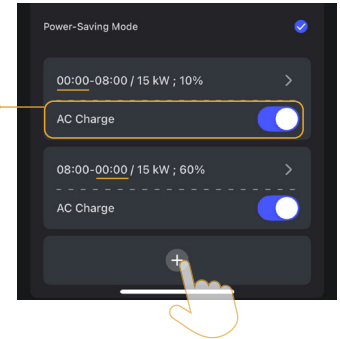 Power-Saving Mode
00:00-08:00 / 15 kW ; 10%
AC Charge
08:00-00:00 / 15 kW ; 60%
AC Charge